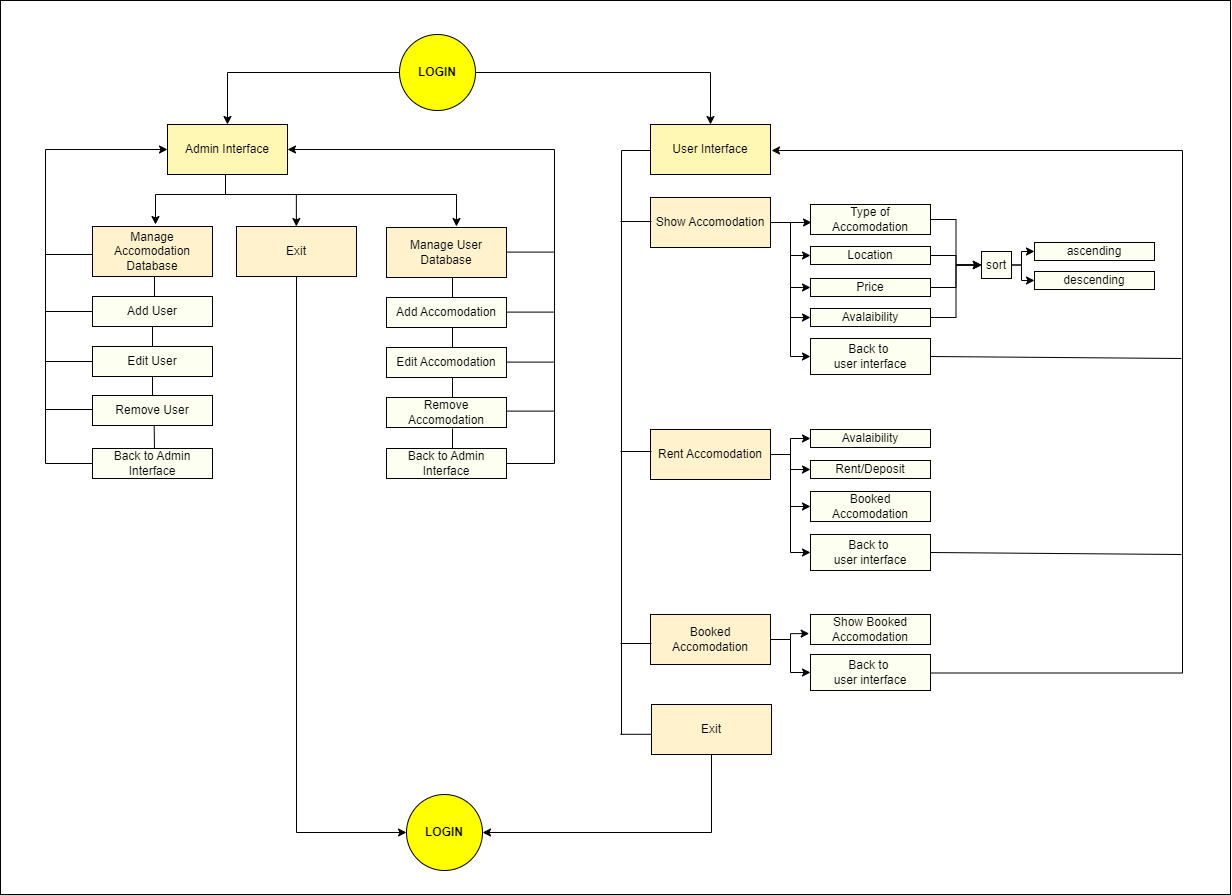 LOGIN
Admin Interface
User Interface
Manage
Accomodation
Database
Exit
Manage User
Database
Add User
Edit User
Remove User
Back to Admin
Interface
Add Accomodation
Edit Accomodation
Remove
Accomodation
Back to Admin
Interface
Show Accomodation
Type of
Accomodation
Location
Price
Avalaibility
Back to
user interface
sort
ascending
descending
Rent Accomodation
Avalaibility
Rent/Deposit
Booked
Accomodation
Back to
user interface
Booked
Accomodation
Show Booked
Accomodation
Back to
user interface
Exit
LOGIN